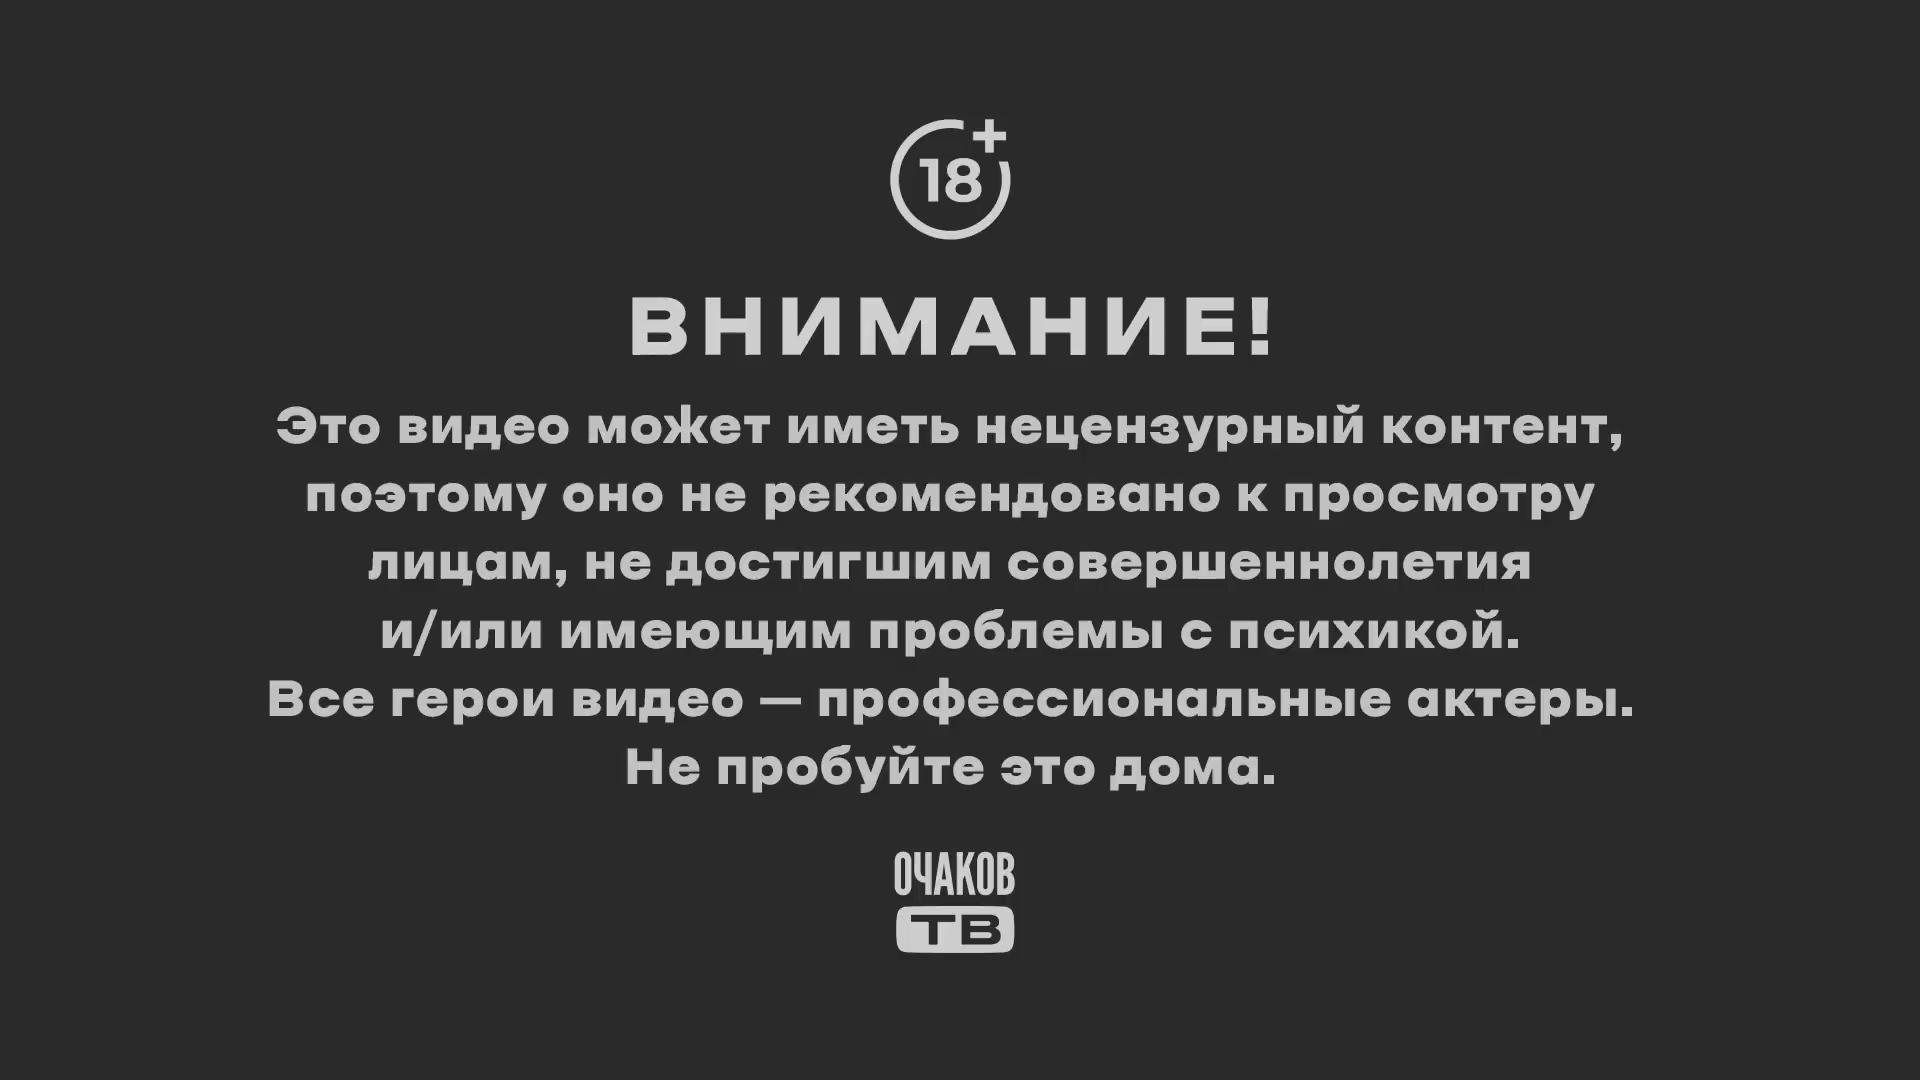 18+
ВНИМАНИЕ!
Это видео может иметь нецензурный контент,
поэтому оно не рекомендовано к просмотру
лицам, не достигшим совершеннолетия
и/или имеющим проблемы с психикой.
Все герои видео — профессиональные актеры.
Не пробуйте это дома.
ОЧАКОВ
ТВ